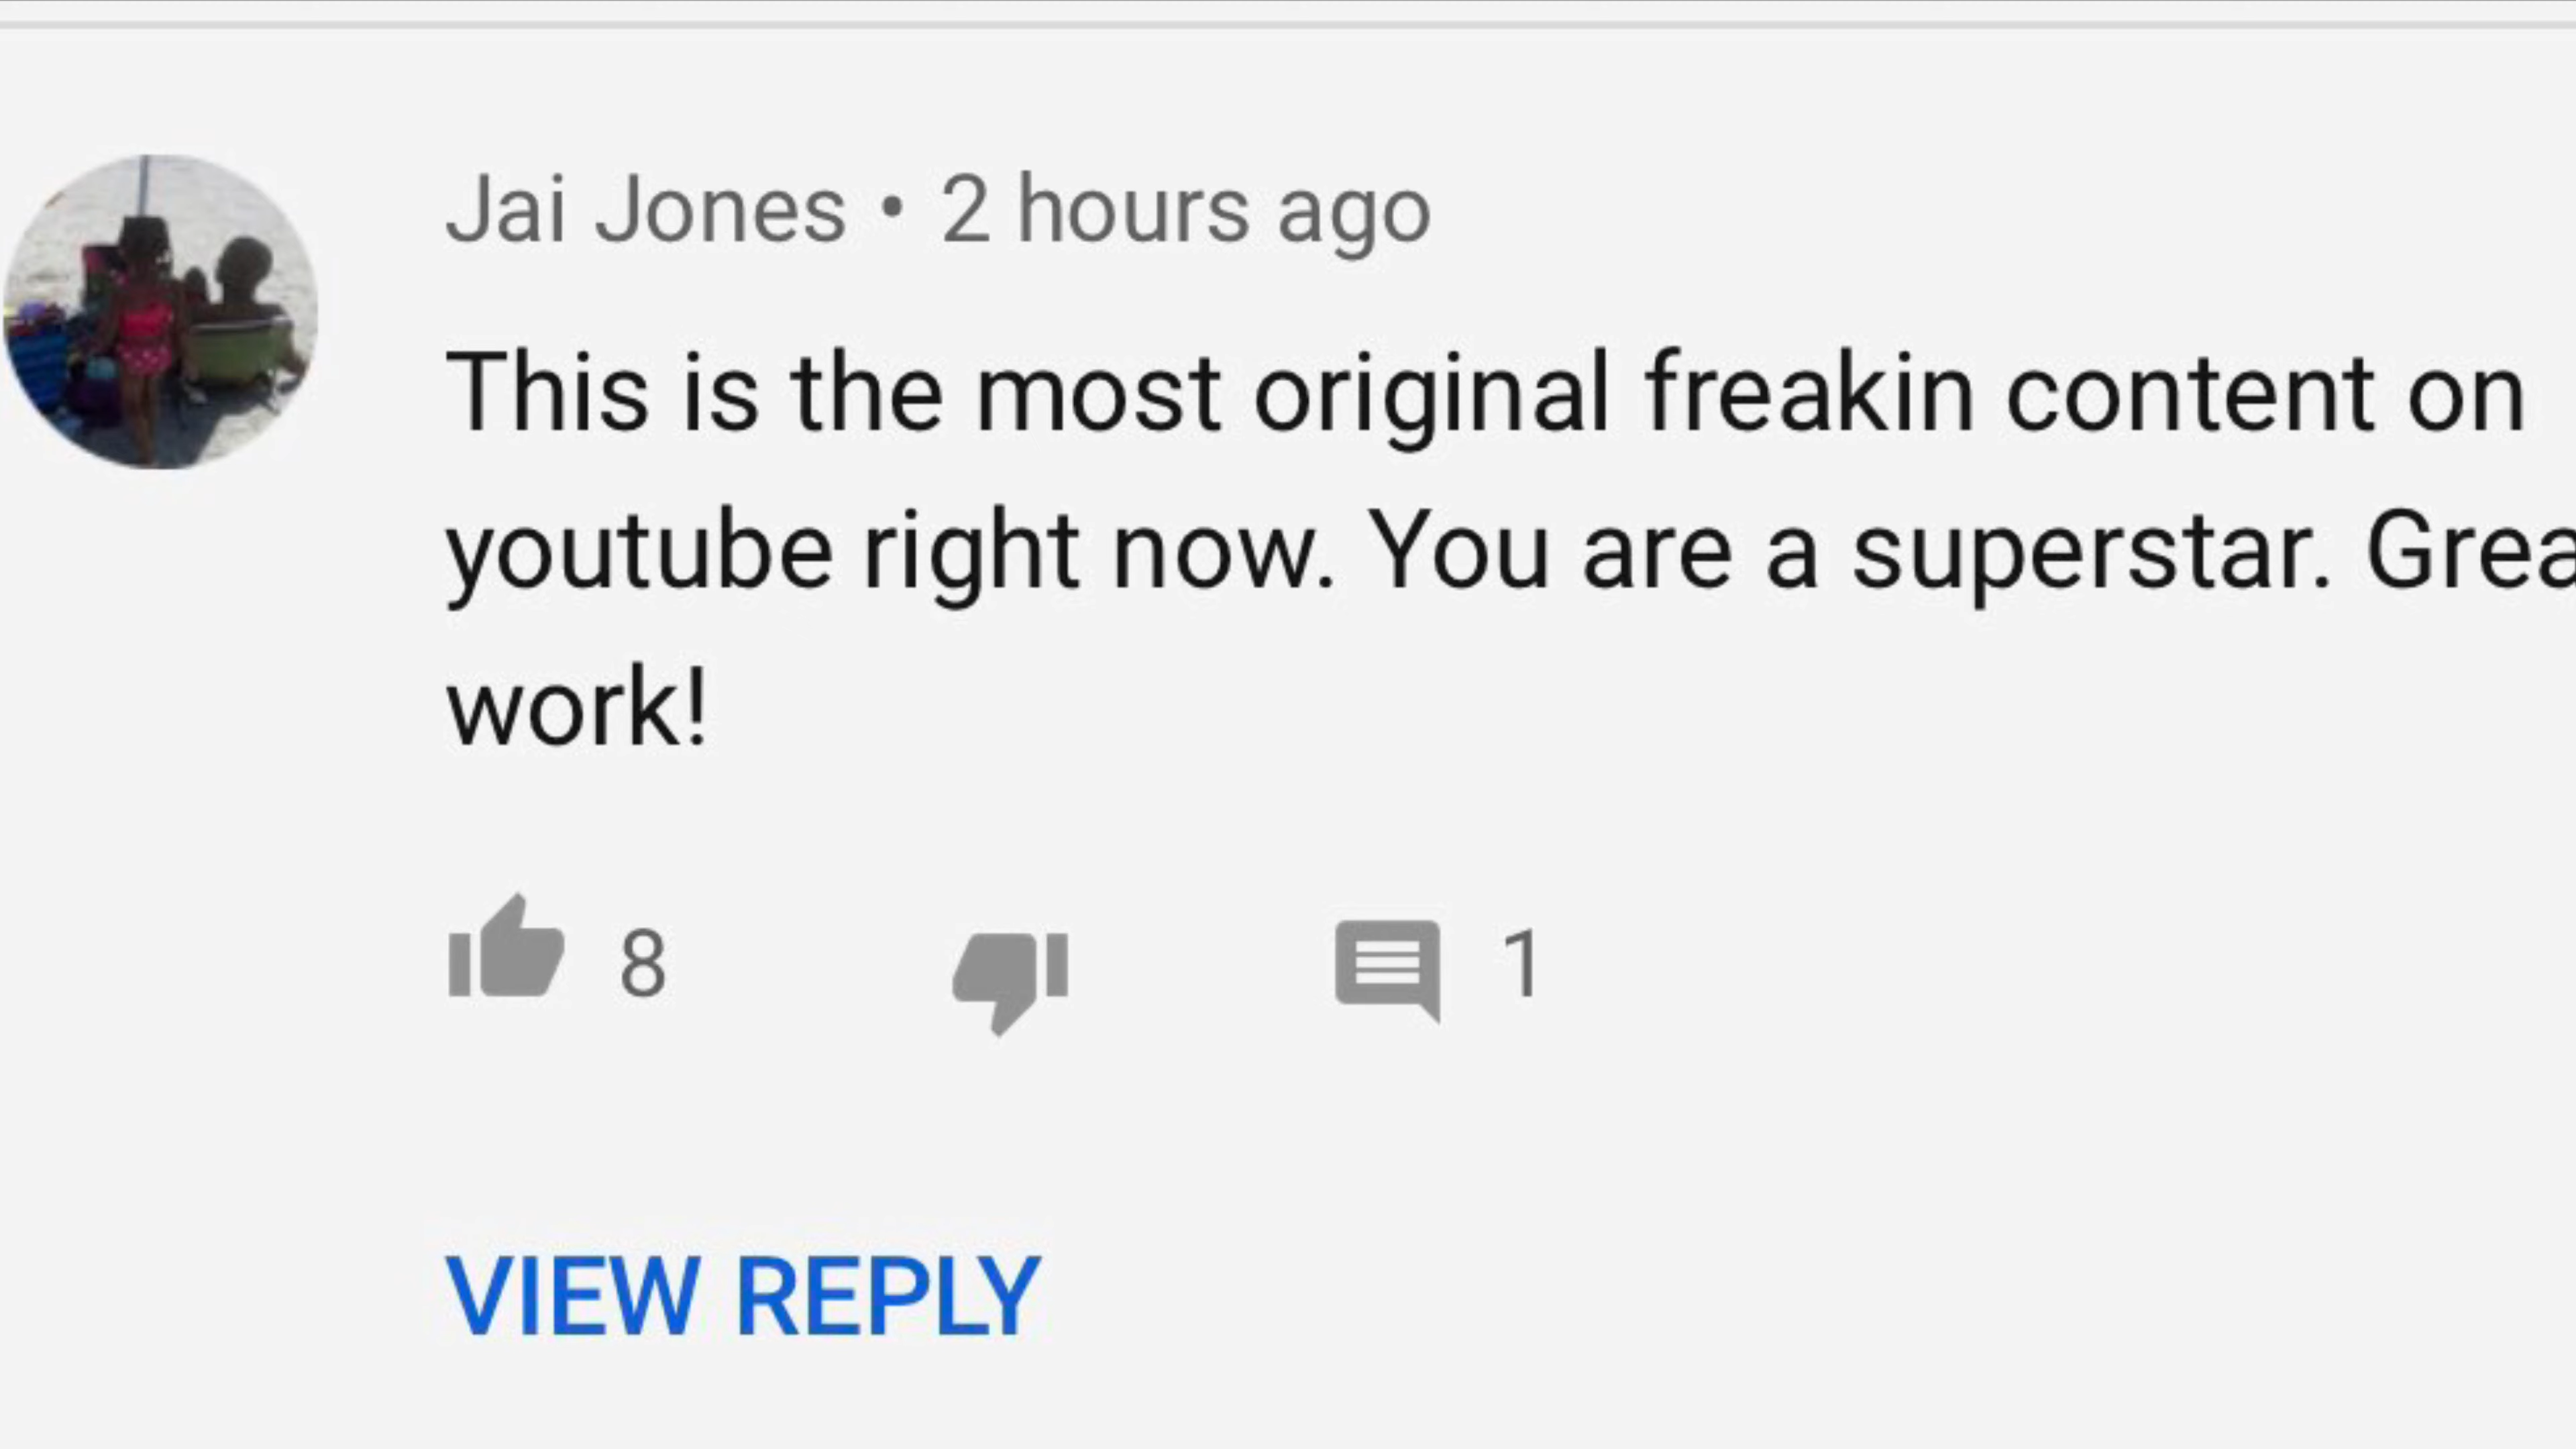 Jai Jones • 2 hours ago
This is the most original freakin content on
youtube right now. You are a superstar. Grea
work!
8
1
VIEW REPLY